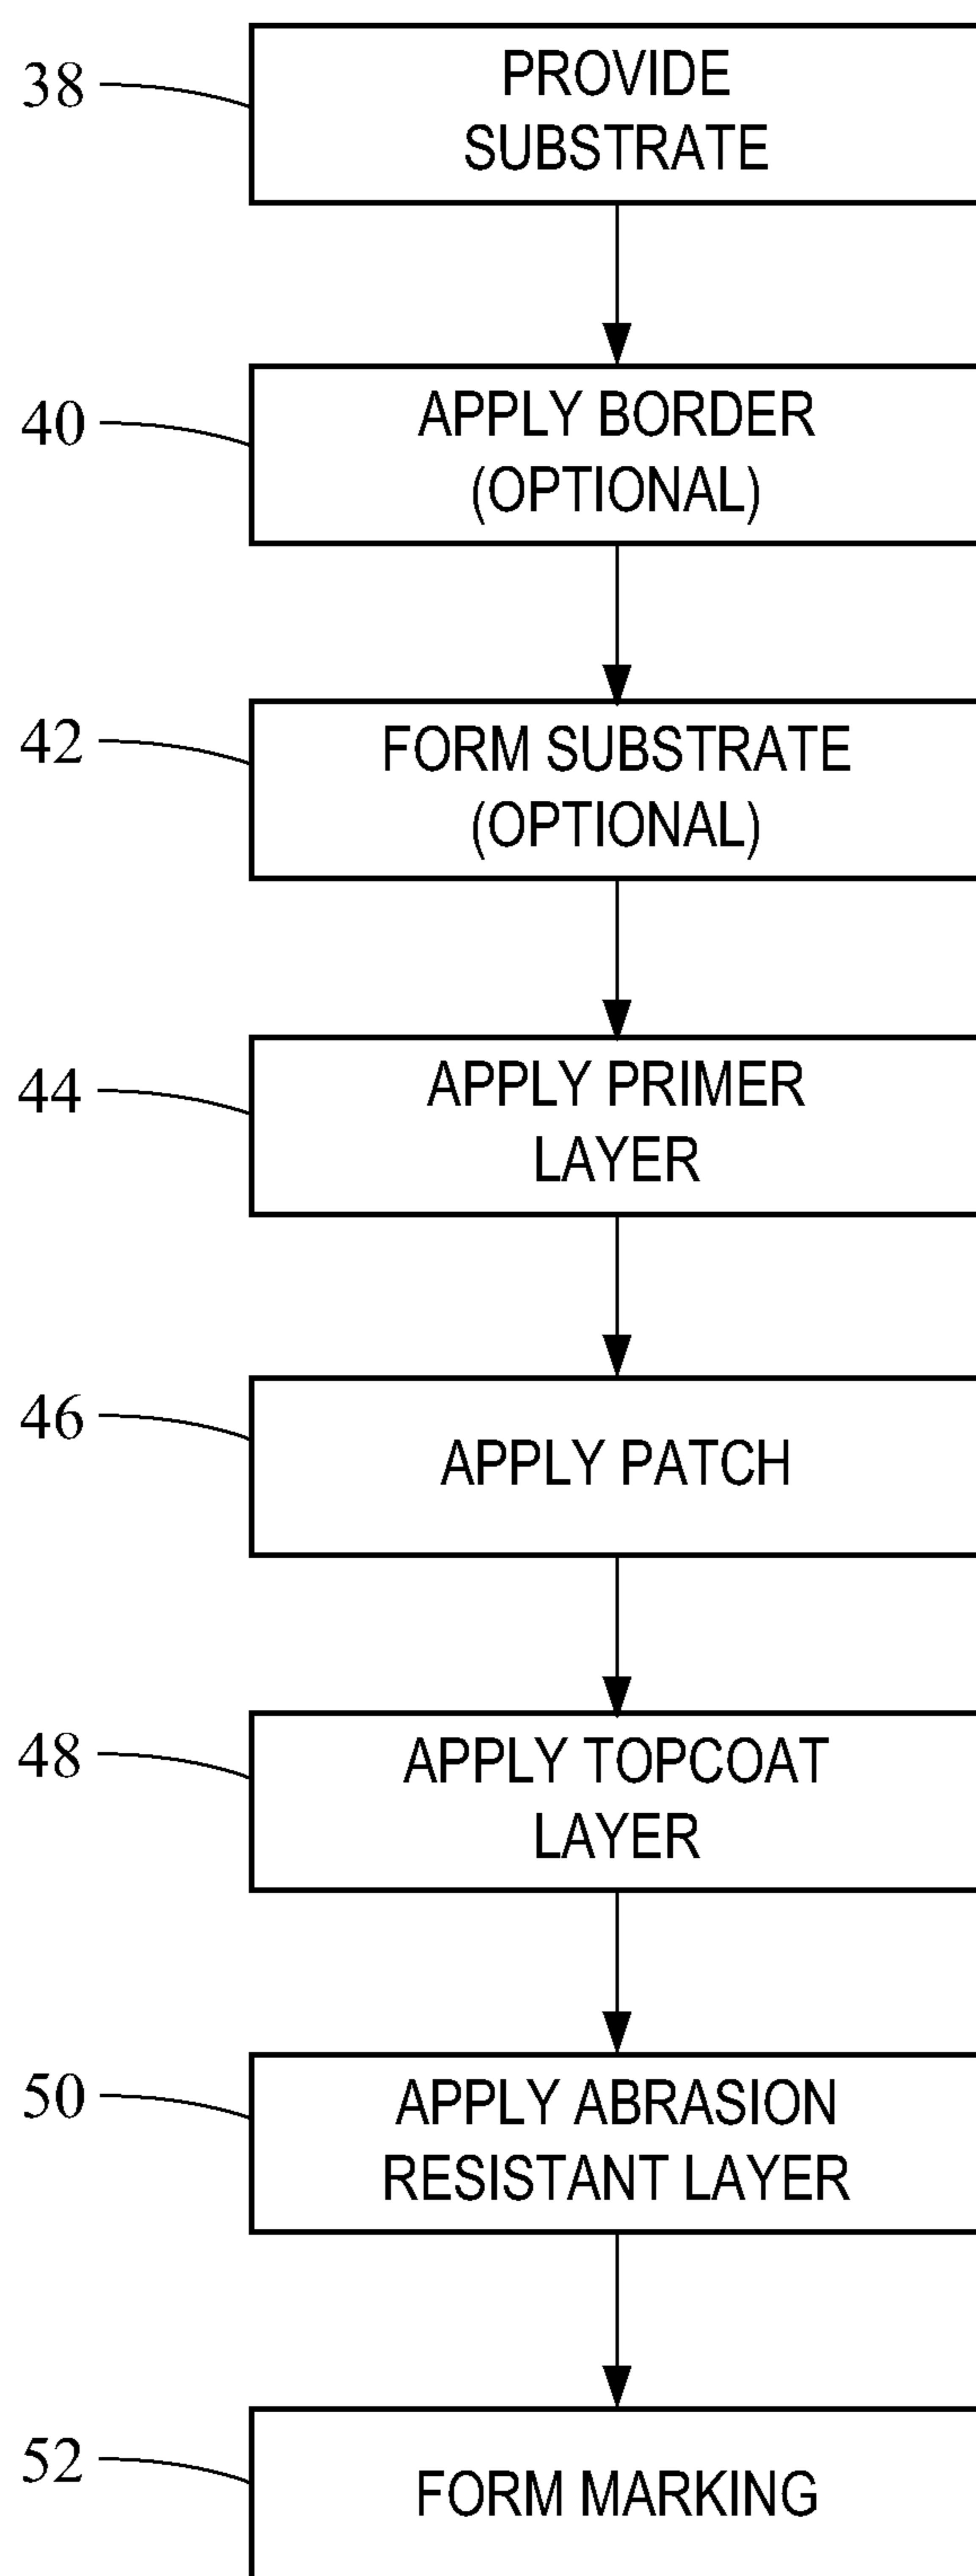 38
PROVIDE
SUBSTRATE
40
APPLY BORDER
(OPTIONAL)
42
FORM SUBSTRATE
(OPTIONAL)
44
APPLY PRIMER
LAYER
46
APPLY PATCH
48
APPLY TOPCOAT
LAYER
50
APPLY ABRASION
RESISTANT LAYER
52
FORM MARKING